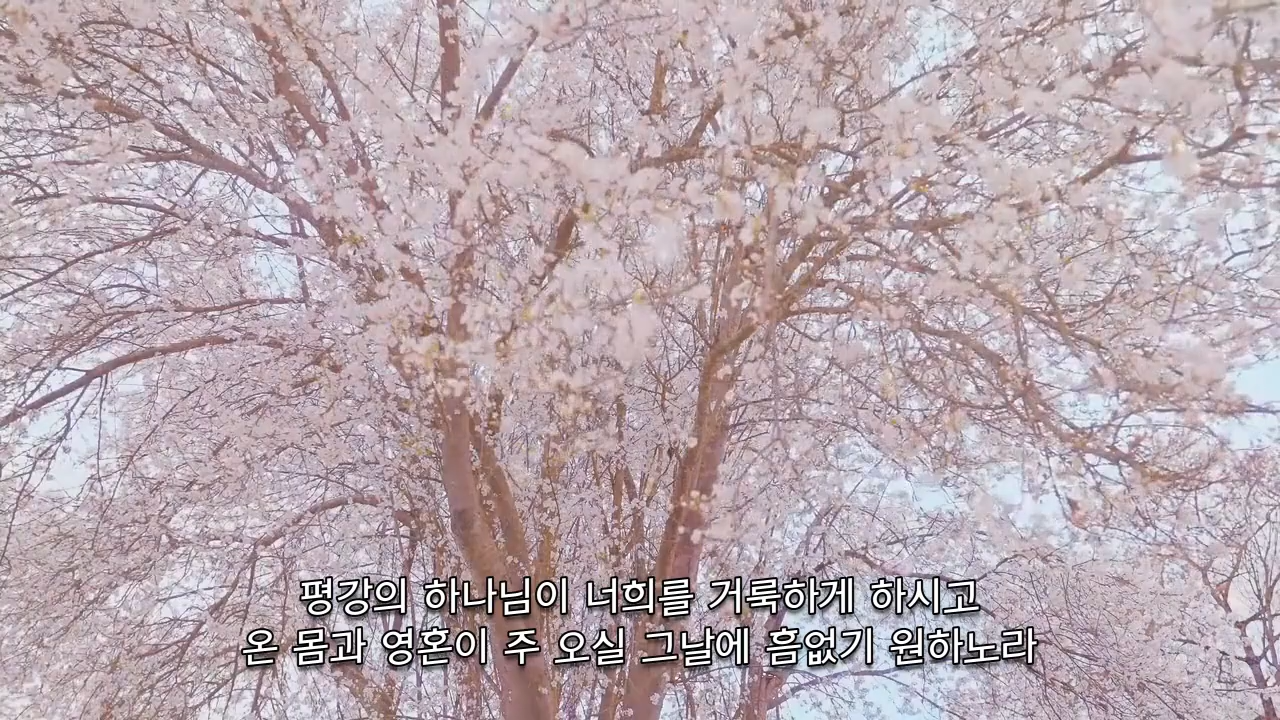 평강의 하나님이 너희를 거룩하게 하시고
온 몸과 영혼이 주 오실 그날에 흠없기 원하노라